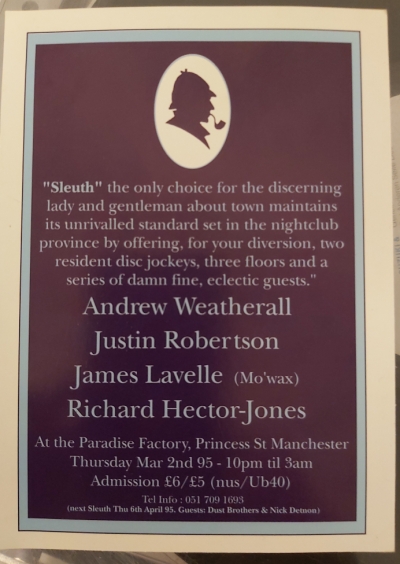 "Sleuth" the only choice for the discerning
lady and gentleman about town maintains
its unrivalled standard set in the nightclub
province by offering, for your diversion, two
resident disc jockeys, three floors and a
series of damn fine, eclectic guests."
Andrew Weatherall
Justin Robertson
James Lavelle (Mo'wax)
Richard Hector-Jones
At the Paradise Factory, Princess St Manchester
Thursday Mar 2nd 95 - 10pm til 3am
Admission £6/£5 (nus/Ub40)
Tel Info : 051 709 1693
(next Sleuth Thu 6th April 95. Guests: Dust Brothers & Nick Detnon)